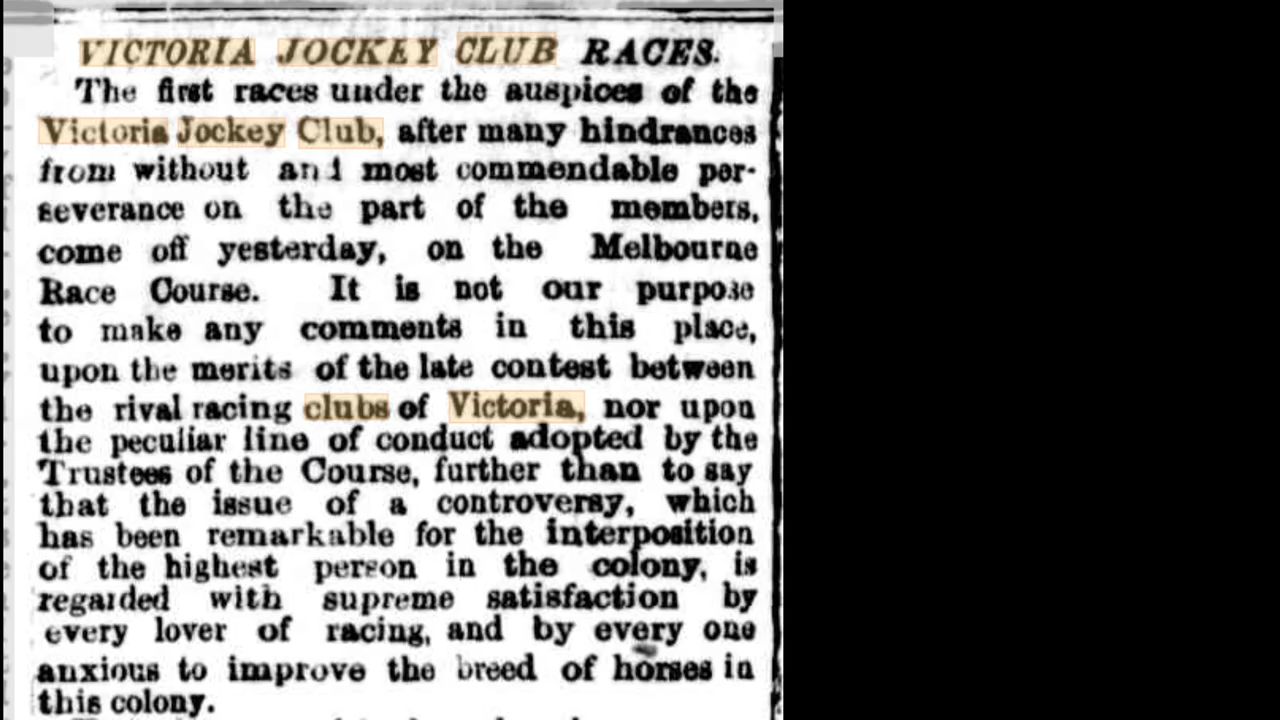 VICTORIA JOCKEY CLUB RACES.
The first races under the auspices of the
Victoria Jockey Club, after many hindrances
from without and most commendable per-
severance on the part of the members,
come off yesterday, on the Melbourne
Race Course. It is not our purpose
to make any comments in this place,
upon the merits of the late contest between
the rival racing clubs of Victoria, nor upon
the peculiar line of conduct adopted by the
Trustees of the Course, further than to say
that the issue of a controversy, which
has been remarkable for the interposition
of the highest person in the colony, is
regarded with supreme satisfaction by
every lover of racing, and by every one
anxious to improve the breed of horses in
this colony.